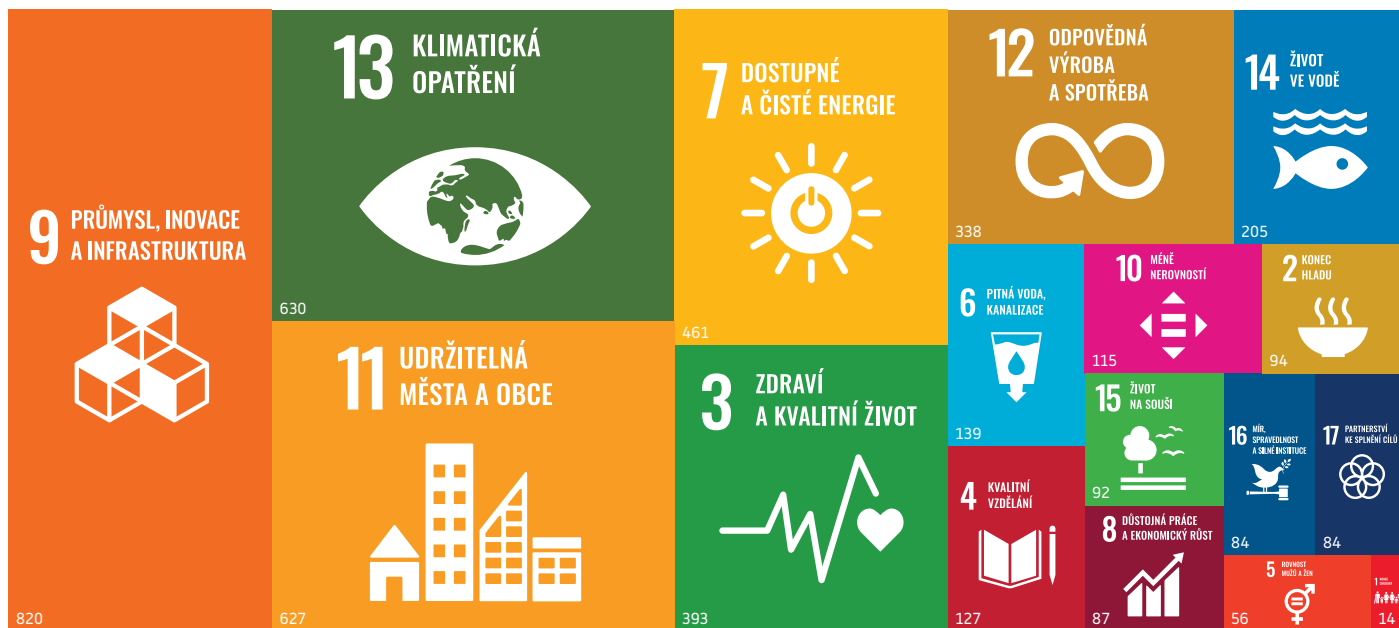 9
PRŮMYSL, INOVACE
A INFRASTRUKTURA
820
13
KLIMATICKÁ
OPATŘENÍ
630
11
UDRŽITELNÁ
MĚSTA A OBCE
627
7
DOSTUPNÉ
A ČISTÉ ENERGIE
461
3
ZDRAVÍ
A KVALITNÍ ŽIVOT
393
12
ODPOVĚDNÁ
VÝROBA
A SPOTŘEBA
338
14
ŽIVOT
VE VODĚ
205
6
PITNÁ VODA,
KANALIZACE
139
10
MÉNĚ
NEROVNOSTÍ
115
2
KONEC
HLADU
94
4
KVALITNÍ
VZDĚLÁNÍ
127
15
ŽIVOT
NA SOUŠI
92
8
DŮSTOJNÁ PRÁCE
A EKONOMICKÝ RŮST
87
16
MÍR,
SPRAVEDLNOST
A SILNÉ INSTITUCE
84
17
PARTNERSTVÍ
KE SPLNĚNÍ CÍLŮ
84
5
ROVNOST
MUŽŮ A ŽEN
56
1
14